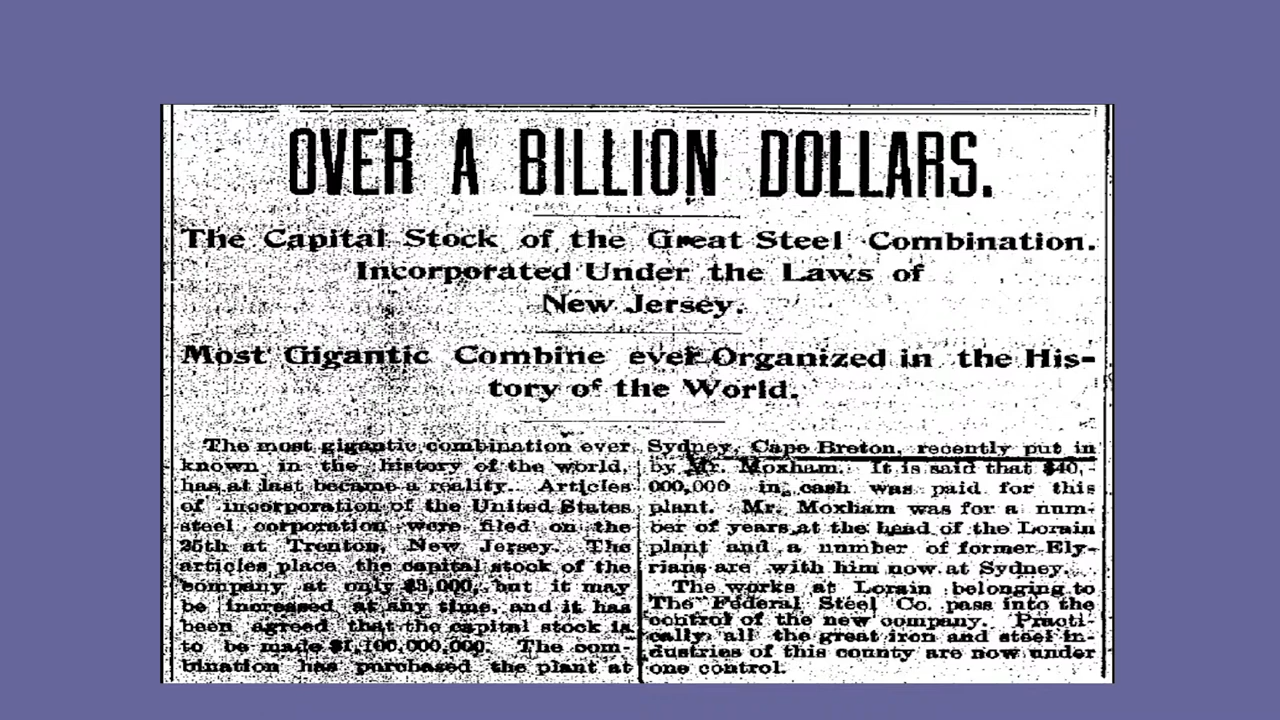 OVER A BILLION DOLLARS.
The Capital Stock of the Great Steel Combination.
Incorporated Under the Laws of
New Jersey.
Most Gigantic Combine ever Organized in the His-
tory of the World.
The most gigantic combination ever
known in the history of the world,
has at last became a reality. Articles
of incorporation of the United States
steel corporation were filed on the
25th at Trenton, New Jersey. The
articles place the capital stock of the
company at only $3,000, but it may
be increased at any time, and it has
been agreed that the capital stock is
to be made $1,100,000,000. The com-
bination has purchased the plant at
Sydney, Cape Breton, recently put in
by Mr. Moxham. It is said that $40,-
000,000 in cash was paid for this
plant. Mr. Moxham was for a num-
ber of years at the head of the Lorain
plant and a number of former Ely-
rians are with him now at Sydney.
The works at Lorain belonging to
The Federal Steel Co. pass into the
control of the new company. Practi-
cally all the great iron and steel in-
dustries of this county are now under
one control.